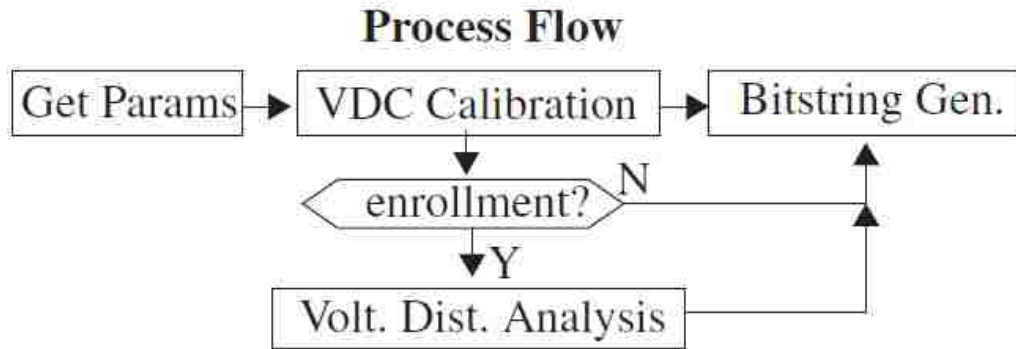 Process Flow
Get Params
VDC Calibration
Bitstring Gen.
enrollment?
N
Y
Volt. Dist. Analysis